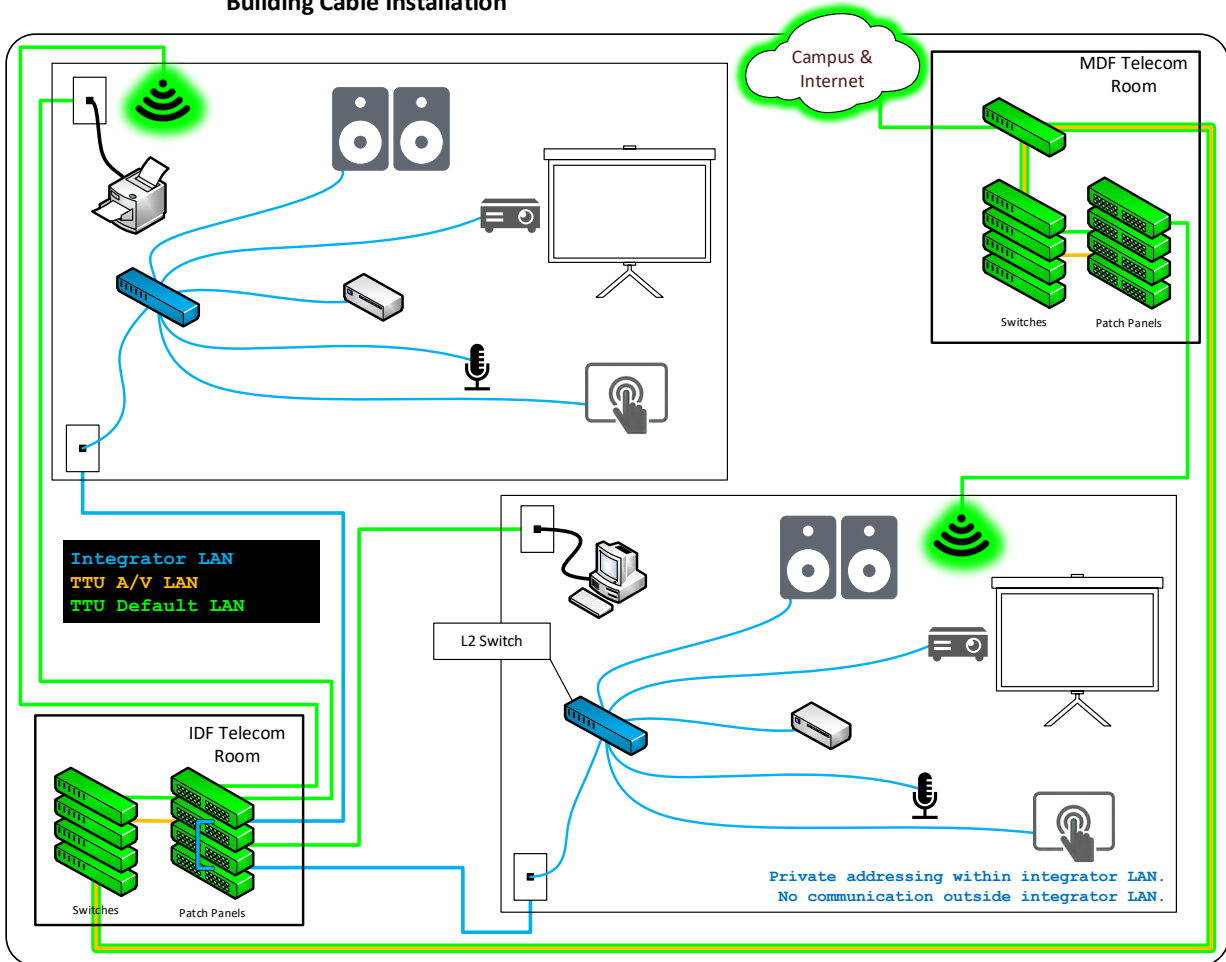 Building Cable Installation
Campus &
Internet
MDF Telecom
Room
Switches
Patch Panels
Integrator LAN
TTU A/V LAN
TTU Default LAN
L2 Switch
IDF Telecom
Room
Switches
Patch Panels
Private addressing within integrator LAN.
No communication outside integrator LAN.